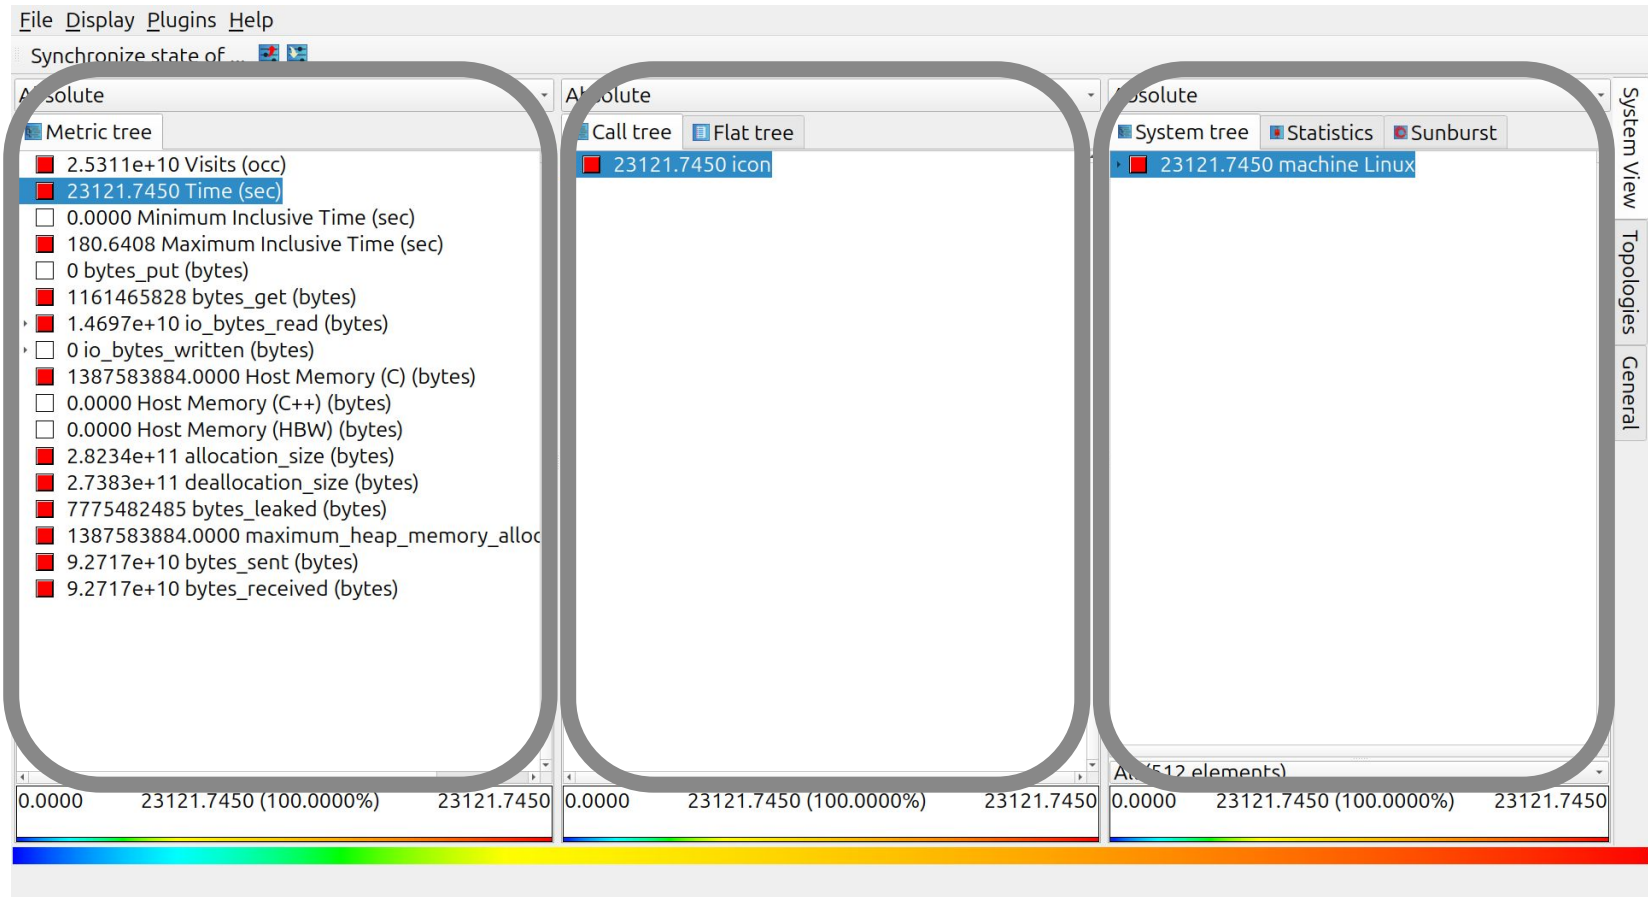 File Display Plugins Help
Synchronize state of ...
Absolute
Metric tree
2.5311e+10 Visits (occ)
23121.7450 Time (sec)
0.0000 Minimum Inclusive Time (sec)
180.6408 Maximum Inclusive Time (sec)
0 bytes_put (bytes)
1161465828 bytes_get (bytes)
1.4697e+10 io_bytes_read (bytes)
0 io_bytes_written (bytes)
1387583884.0000 Host Memory (C) (bytes)
0.0000 Host Memory (C++) (bytes)
0.0000 Host Memory (HBW) (bytes)
2.8234e+11 allocation_size (bytes)
2.7383e+11 deallocation_size (bytes)
7775482485 bytes_leaked (bytes)
1387583884.0000 maximum_heap_memory_alloc
9.2717e+10 bytes_sent (bytes)
9.2717e+10 bytes_received (bytes)
0.0000 23121.7450 (100.0000%) 23121.7450
Absolute
Call tree Flat tree
23121.7450 icon
0.0000 23121.7450 (100.0000%) 23121.7450
Absolute
System tree Statistics Sunburst
23121.7450 machine Linux
All (512 elements)
0.0000 23121.7450 (100.0000%) 23121.7450
System View
Topologies
General